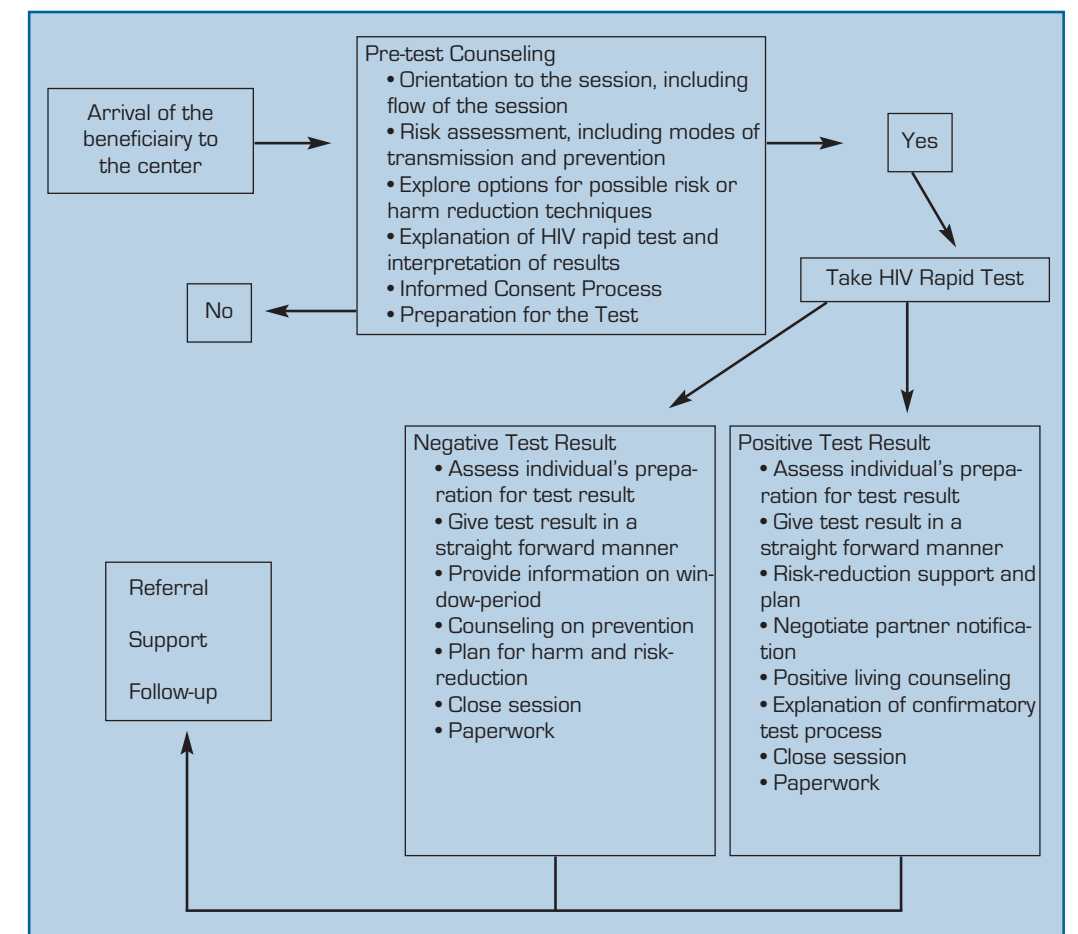 Arrival of the
beneficiairy to
the center
Pre-test Counseling
• Orientation to the session, including
flow of the session
• Risk assessment, including modes of
transmission and prevention
• Explore options for possible risk or
harm reduction techniques
• Explanation of HIV rapid test and
interpretation of results
• Informed Consent Process
• Preparation for the Test
Yes
No
Take HIV Rapid Test
Negative Test Result
• Assess individual's prepa-
ration for test result
• Give test result in a
straight forward manner
• Provide information on win-
dow-period
• Counseling on prevention
• Plan for harm and risk-
reduction
• Close session
• Paperwork
Positive Test Result
• Assess individual's prepa-
ration for test result
• Give test result in a
straight forward manner
• Risk-reduction support and
plan
• Negotiate partner notifica-
tion
• Positive living counseling
• Explanation of confirmatory
test process
• Close session
• Paperwork
Referral
Support
Follow-up